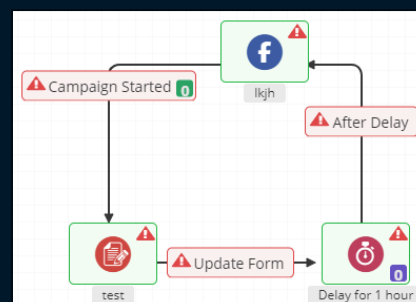 Campaign Started 0
lkjh
After Delay
Update Form
0
test
Delay for 1 hour